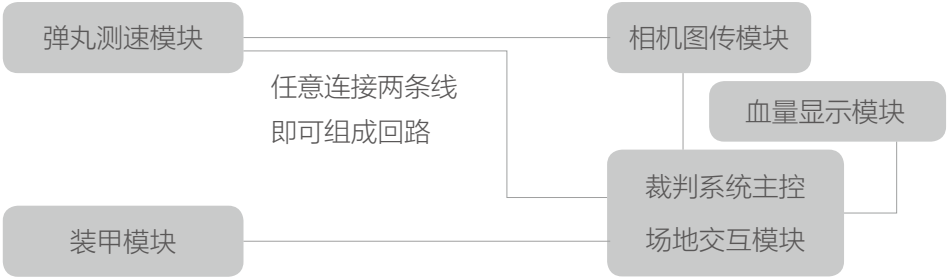 弹丸测速模块
相机图传模块
任意连接两条线
即可组成回路
血量显示模块
裁判系统主控
场地交互模块
装甲模块